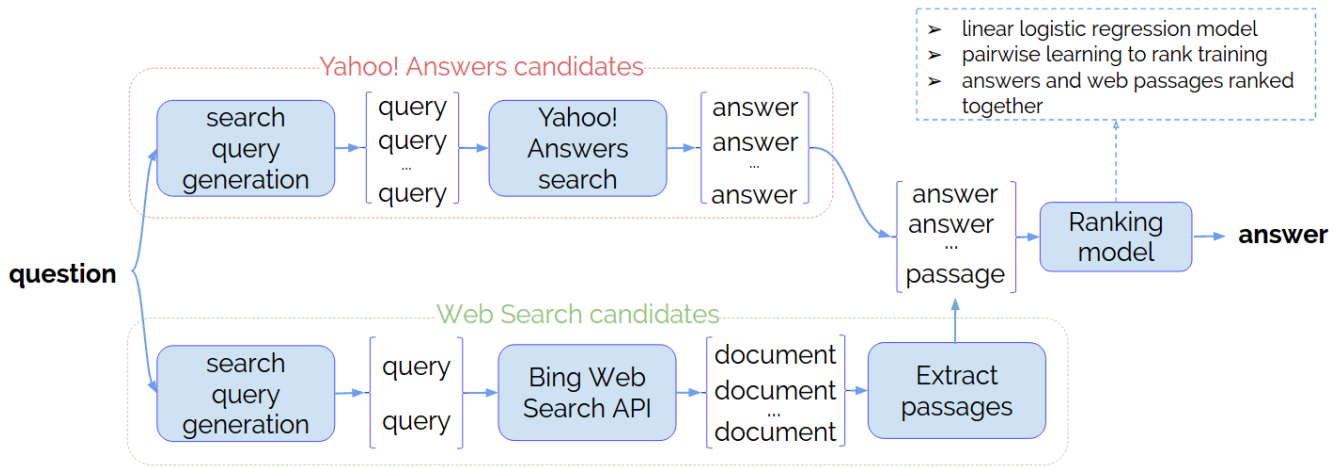 ➢ linear logistic regression model
➢ pairwise learning to rank training
➢ answers and web passages ranked
together
Yahoo! Answers candidates
search
query
generation
query
query
...
query
Yahoo!
Answers
search
answer
answer
...
answer
question
answer
answer
...
passage
Ranking
model
answer
Web Search candidates
search
query
generation
query
query
Bing Web
Search API
document
document
...
document
Extract
passages